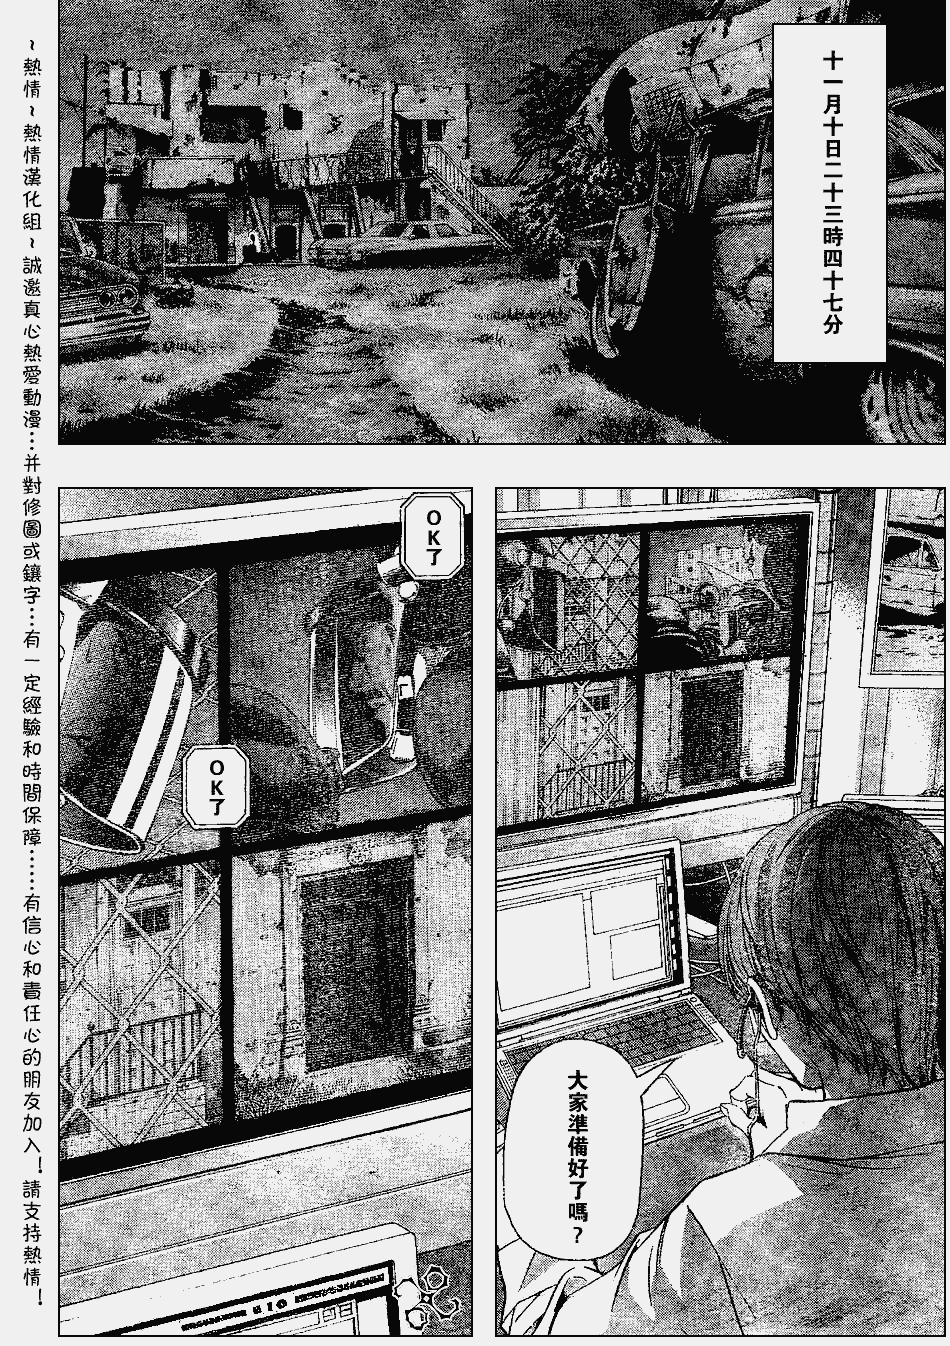 十一月十日二十三時四十七分
大家準備好了嗎？
OK了
OK了
～熱情～熱情漢化組～誠邀真心熱愛動漫…并對修圖或鑲字…有一定經驗和時間保障……有信心和責任心的朋友加入！請支持熱情！